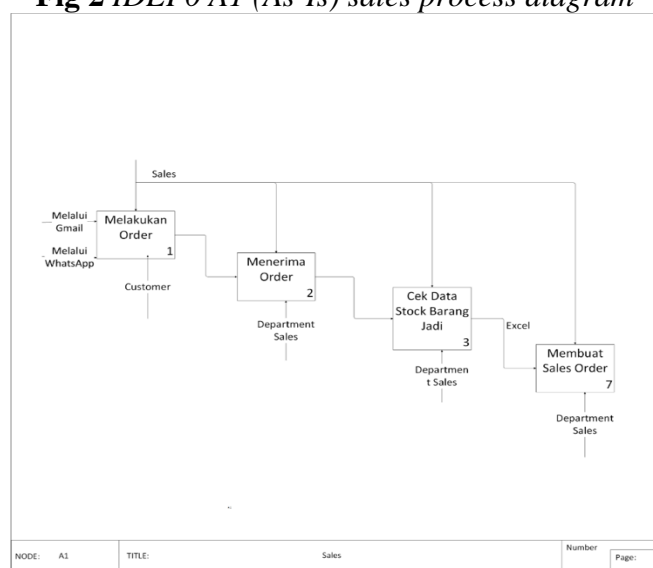 Fig 2 IDEF0 A1 (As-Is) sales process diagram
Sales
Melalui
Gmail
Melalui
WhatsApp
Melakukan
Order
1
Customer
Menerima
Order
2
Department
Sales
Cek Data
Stock Barang
Jadi
3
Departmen
t Sales
Excel
Membuat
Sales Order
7
Department
Sales
NODE: A1
TITLE: Sales
Number
Page: